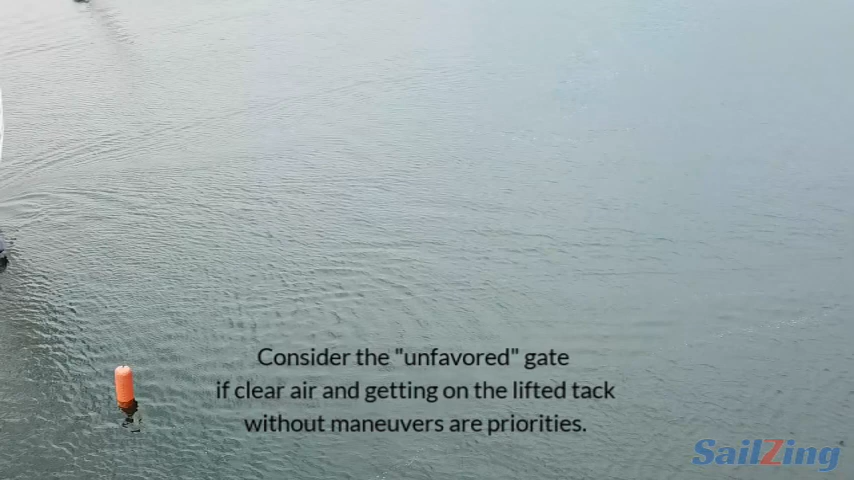 Consider the "unfavored" gate
if clear air and getting on the lifted tack
without maneuvers are priorities.
SailZing